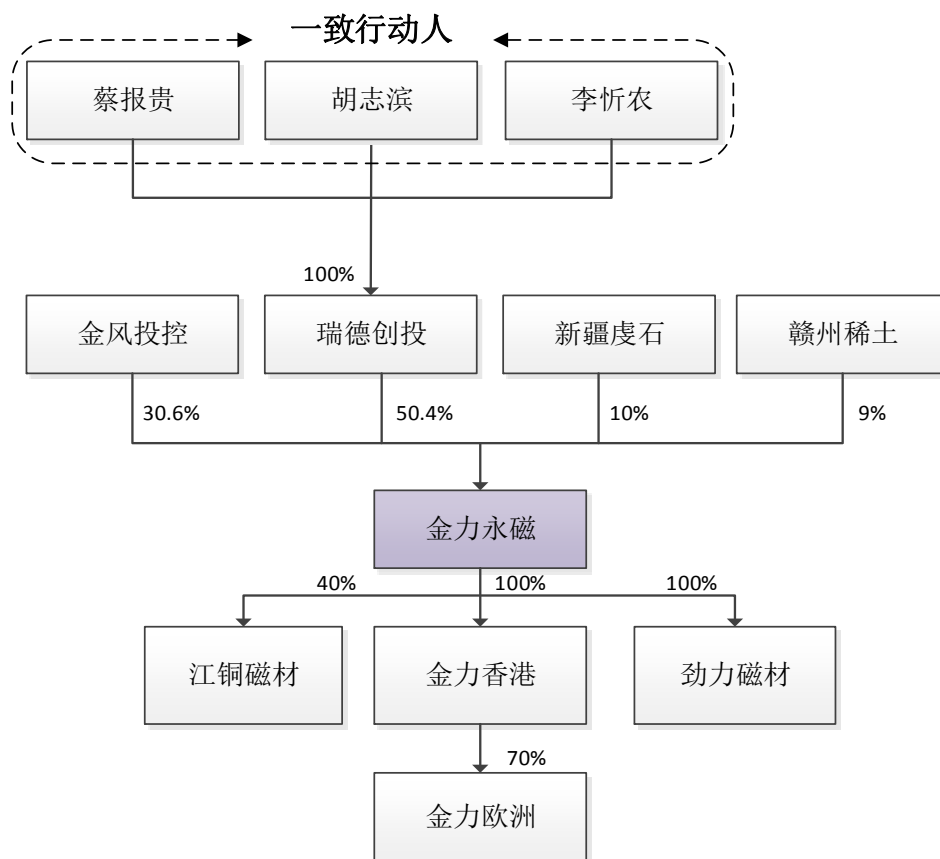 一致行动人
蔡报贵
胡志滨
李忻农
100%
金风投控
瑞德创投
新疆虔石
赣州稀土
30.6%
50.4%
10%
9%
金力永磁
40%
100%
100%
江铜磁材
金力香港
劲力磁材
70%
金力欧洲